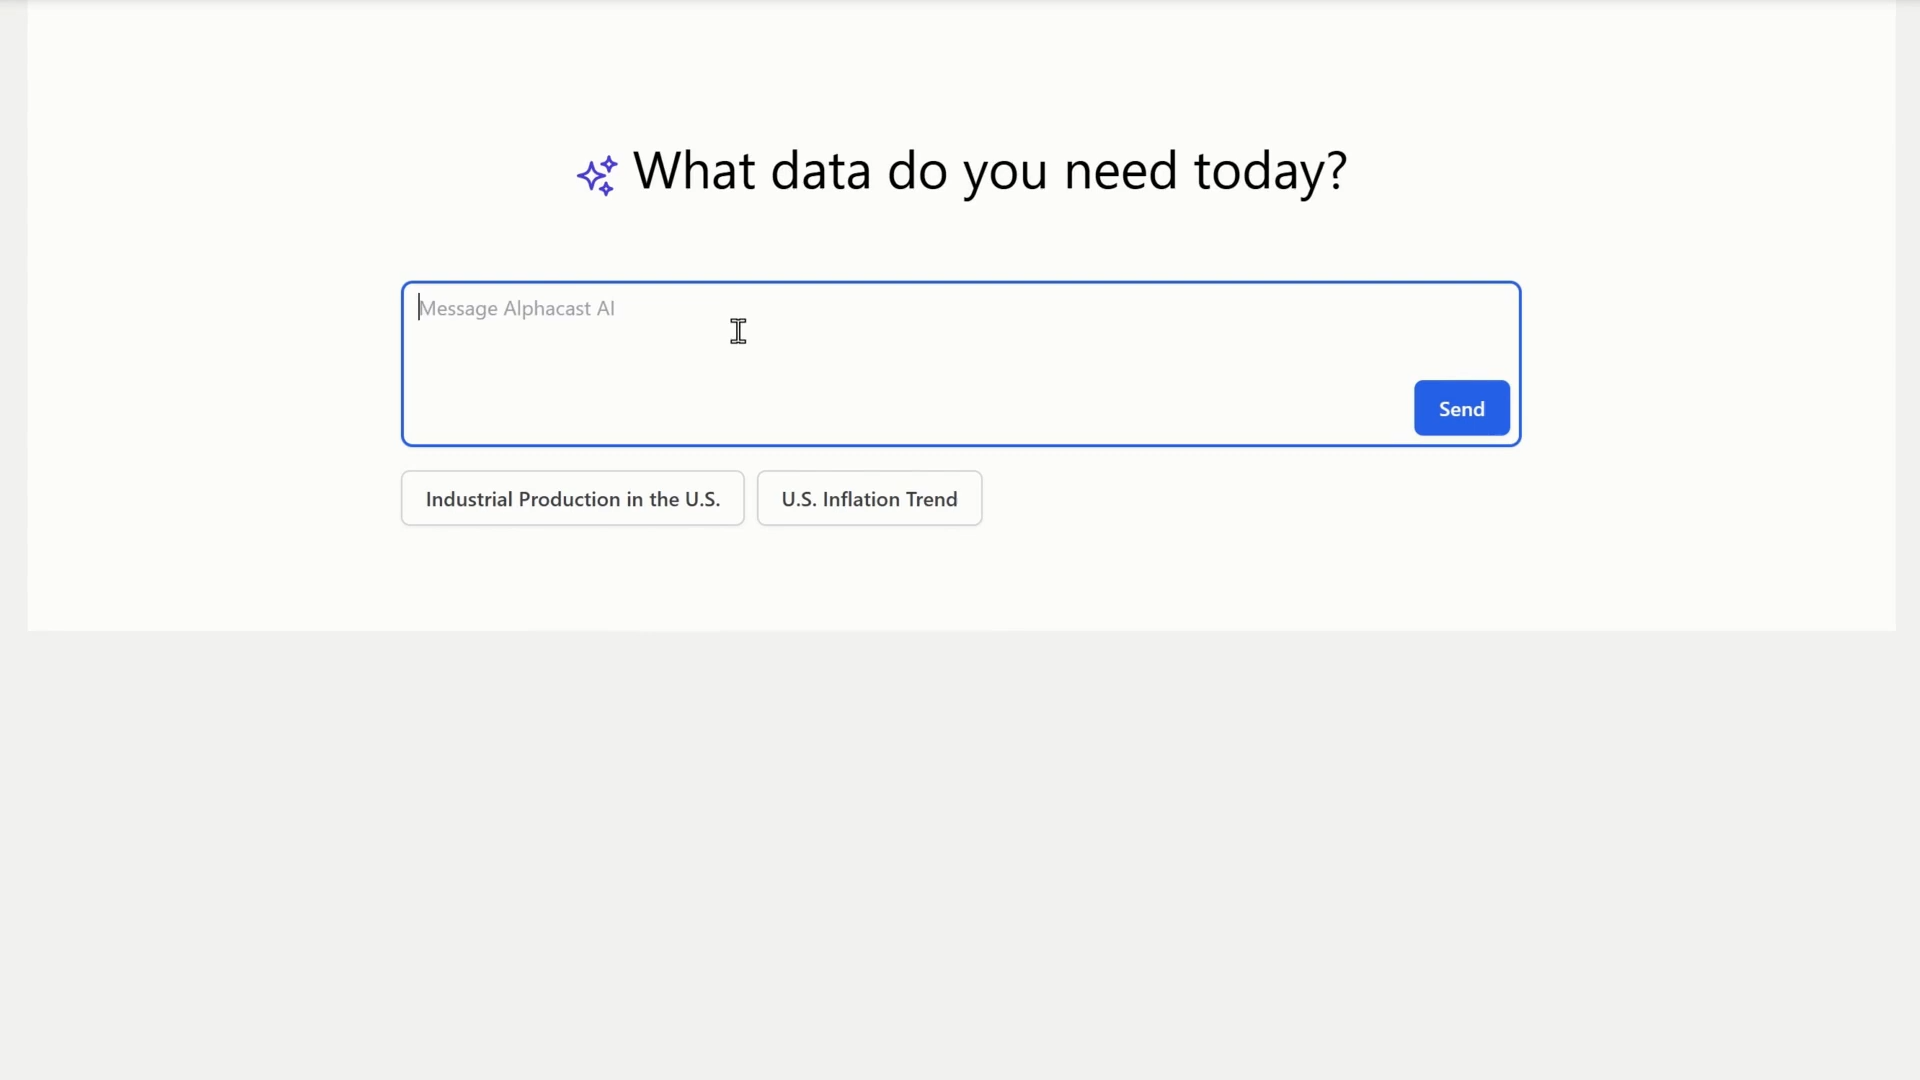 What data do you need today?
Message Alphacast AI
Send
Industrial Production in the U.S.
U.S. Inflation Trend